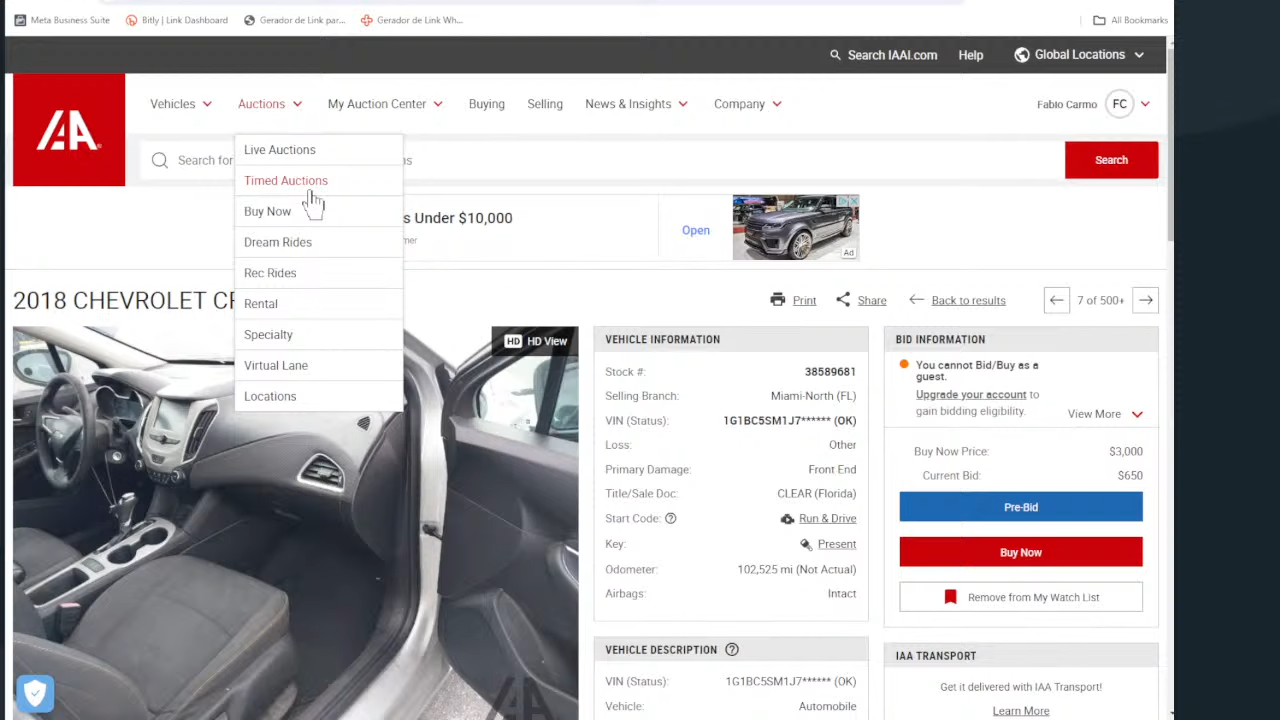 Meta Business Suite
Bitly | Link Dashboard
Gerador de Link par...
Gerador de Link Wh...
All Bookmarks
Search IAAI.com
Help
Global Locations
IAA
Vehicles
Auctions
My Auction Center
Buying
Selling
News & Insights
Company
Fabio Carmo
FC
Live Auctions
Timed Auctions
Buy Now
Dream Rides
Rec Rides
Rental
Specialty
Virtual Lane
Locations
Search for
ns
Search
s Under $10,000
mer
Open
Ad
2018 CHEVROLET CR
Print
Share
Back to results
7 of 500+
HD HD View
VEHICLE INFORMATION
Stock #: 38589681
Selling Branch: Miami-North (FL)
VIN (Status): 1G1BC5SM1J7****** (OK)
Loss: Other
Primary Damage: Front End
Title/Sale Doc: CLEAR (Florida)
Start Code: Run & Drive
Key: Present
Odometer: 102,525 mi (Not Actual)
Airbags: Intact
VEHICLE DESCRIPTION
VIN (Status): 1G1BC5SM1J7****** (OK)
Vehicle: Automobile
BID INFORMATION
You cannot Bid/Buy as a
guest.
Upgrade your account to
gain bidding eligibility.
View More
Buy Now Price: $3,000
Current Bid: $650
Pre-Bid
Buy Now
Remove from My Watch List
IAA TRANSPORT
Get it delivered with IAA Transport!
Learn More